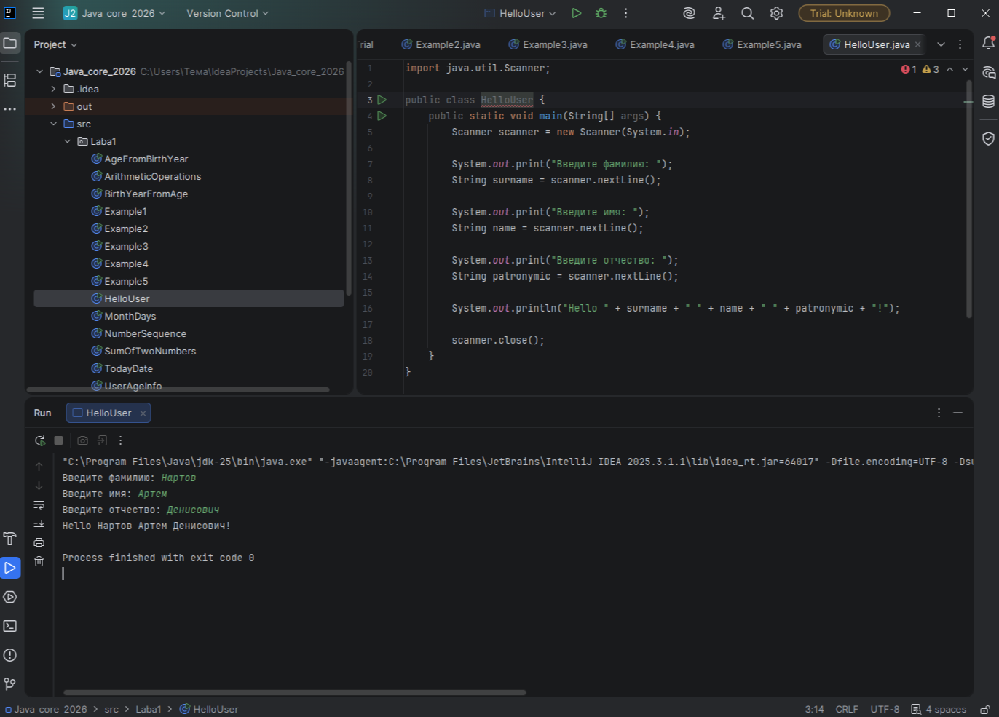 J2 Java_core_2026 Version Control HelloUser Trial: Unknown
Project
Java_core_2026 C:\Users\Тема\IdeaProjects\Java_core_2026
.idea
out
src
Laba1
AgeFromBirthYear
ArithmeticOperations
BirthYearFromAge
Example1
Example2
Example3
Example4
Example5
HelloUser
MonthDays
NumberSequence
SumOfTwoNumbers
TodayDate
UserAgeInfo
rial Example2.java Example3.java Example4.java Example5.java HelloUser.java
1 3
1 import java.util.Scanner;
2
3 public class HelloUser {
4 public static void main(String[] args) {
5 Scanner scanner = new Scanner(System.in);
6
7 System.out.print("Введите фамилию: ");
8 String surname = scanner.nextLine();
9
10 System.out.print("Введите имя: ");
11 String name = scanner.nextLine();
12
13 System.out.print("Введите отчество: ");
14 String patronymic = scanner.nextLine();
15
16 System.out.println("Hello " + surname + " " + name + " " + patronymic + "!");
17
18 scanner.close();
19 }
20 }
Run HelloUser
"C:\Program Files\Java\jdk-25\bin\java.exe" "-javaagent:C:\Program Files\JetBrains\IntelliJ IDEA 2025.3.1.1\lib\idea_rt.jar=64017" -Dfile.encoding=UTF-8 -Dsu
Введите фамилию: Нартов
Введите имя: Артем
Введите отчество: Денисович
Hello Нартов Артем Денисович!
Process finished with exit code 0
Java_core_2026 > src > Laba1 > HelloUser 3:14 CRLF UTF-8 4 spaces